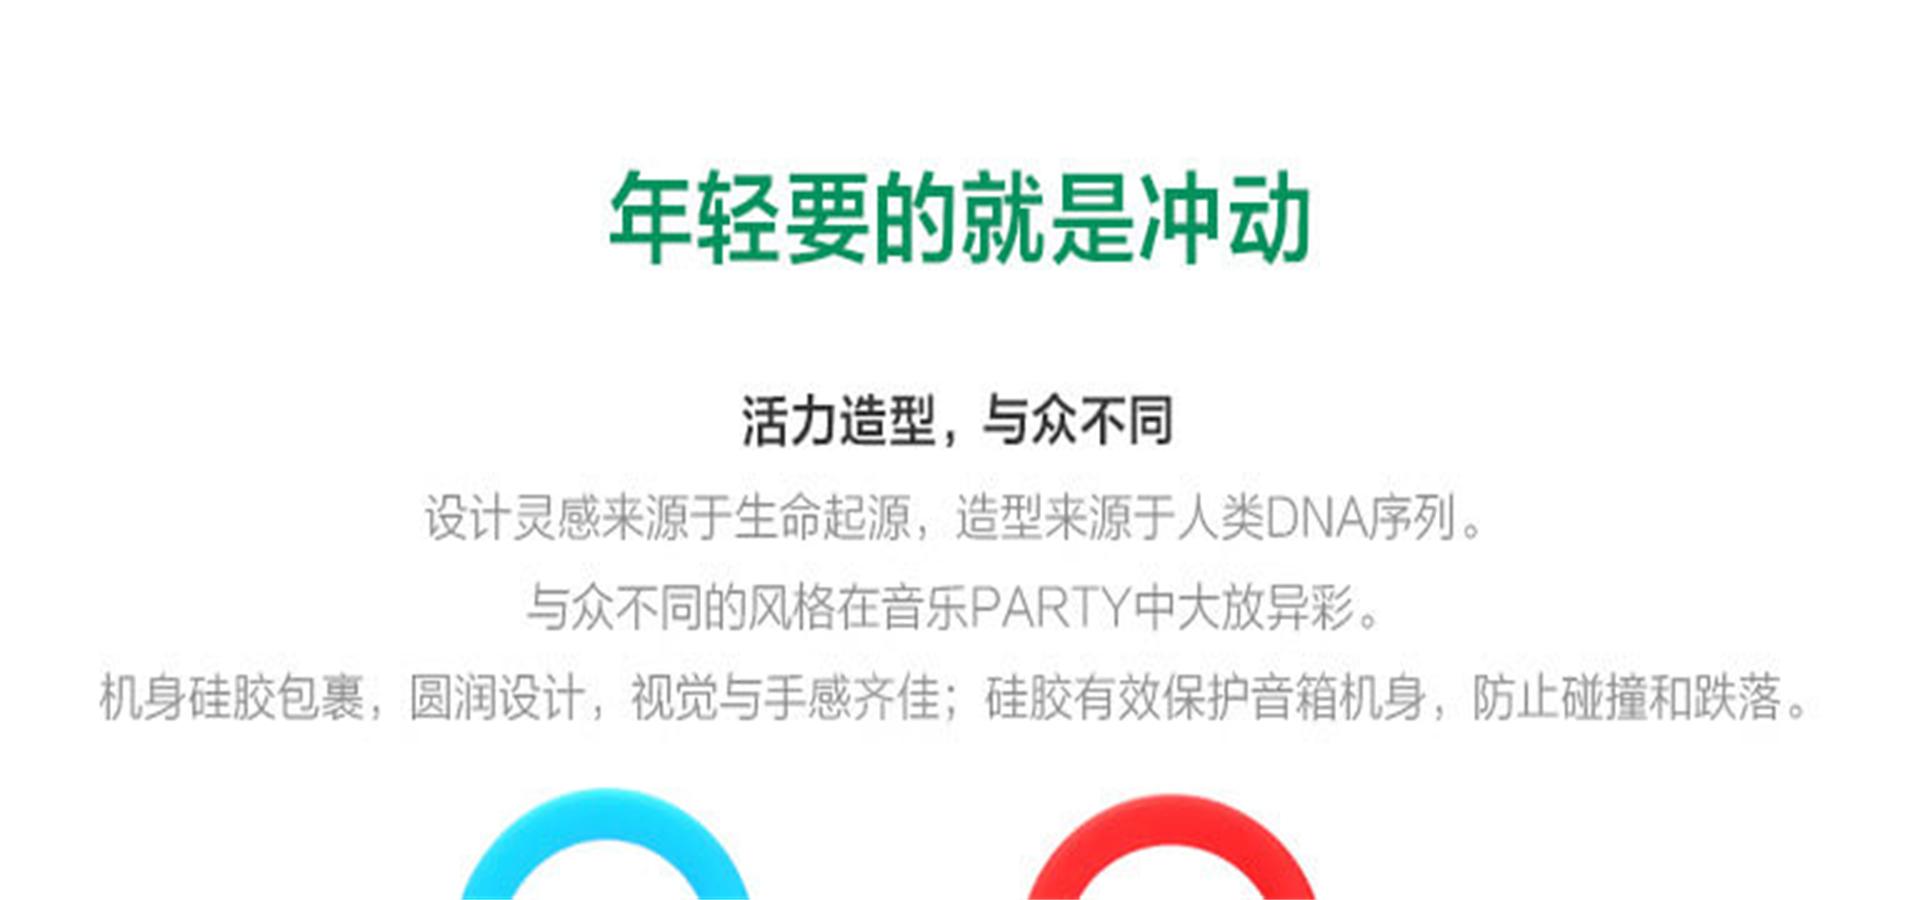 年轻要的就是冲动
活力造型，与众不同
设计灵感来源于生命起源，造型来源于人类DNA序列。
与众不同的风格在音乐PARTY中大放异彩。
机身硅胶包裹，圆润设计，视觉与手感齐佳；硅胶有效保护音箱机身，防止碰撞和跌落。